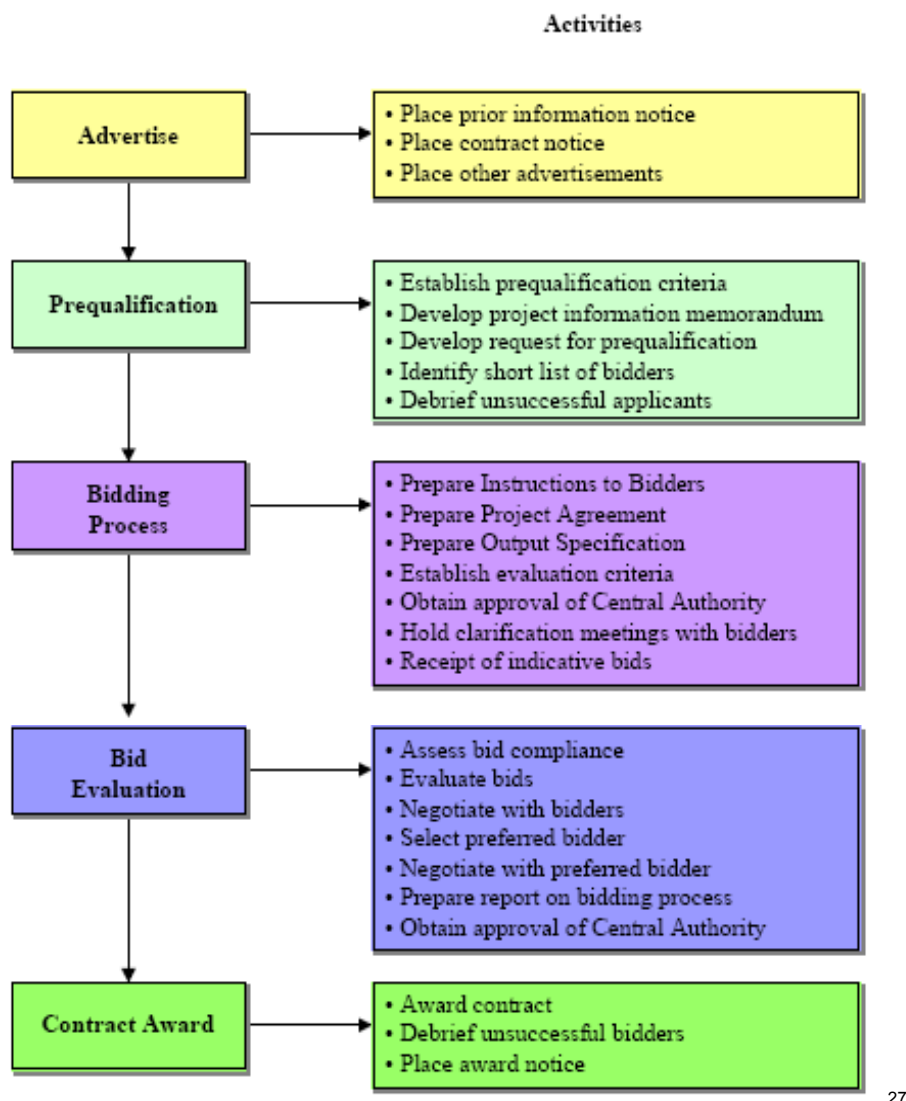 Activities
Advertise
• Place prior information notice
• Place contract notice
• Place other advertisements
Prequalification
• Establish prequalification criteria
• Develop project information memorandum
• Develop request for prequalification
• Identify short list of bidders
• Debrief unsuccessful applicants
Bidding
Process
• Prepare Instructions to Bidders
• Prepare Project Agreement
• Prepare Output Specification
• Establish evaluation criteria
• Obtain approval of Central Authority
• Hold clarification meetings with bidders
• Receipt of indicative bids
Bid
Evaluation
• Assess bid compliance
• Evaluate bids
• Negotiate with bidders
• Select preferred bidder
• Negotiate with preferred bidder
• Prepare report on bidding process
• Obtain approval of Central Authority
Contract Award
• Award contract
• Debrief unsuccessful bidders
• Place award notice
27